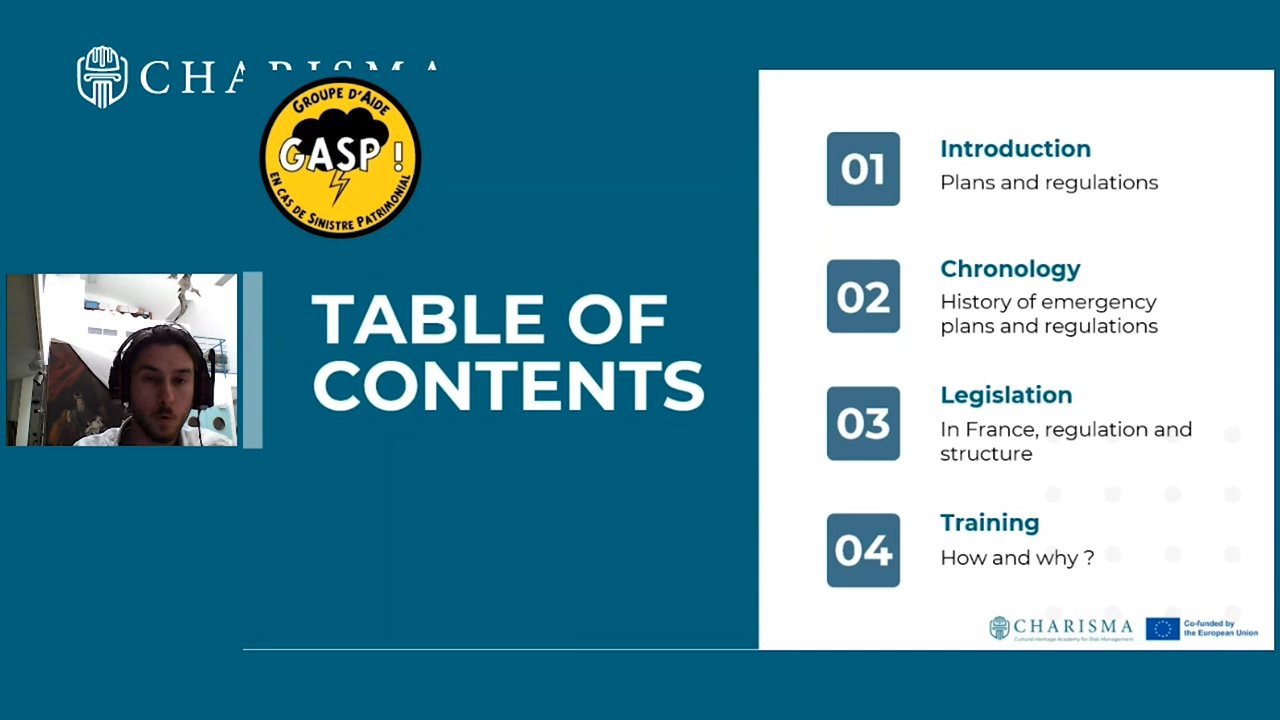 CHARISMA
GROUPE D'AIDE
GASP !
EN CAS DE SINISTRE PATRIMONIAL
TABLE OF
CONTENTS
01
Introduction
Plans and regulations
02
Chronology
History of emergency
plans and regulations
03
Legislation
In France, regulation and
structure
04
Training
How and why ?
CHARISMA
Cultural Heritage Academy for Risk Management
Co-funded by
the European Union